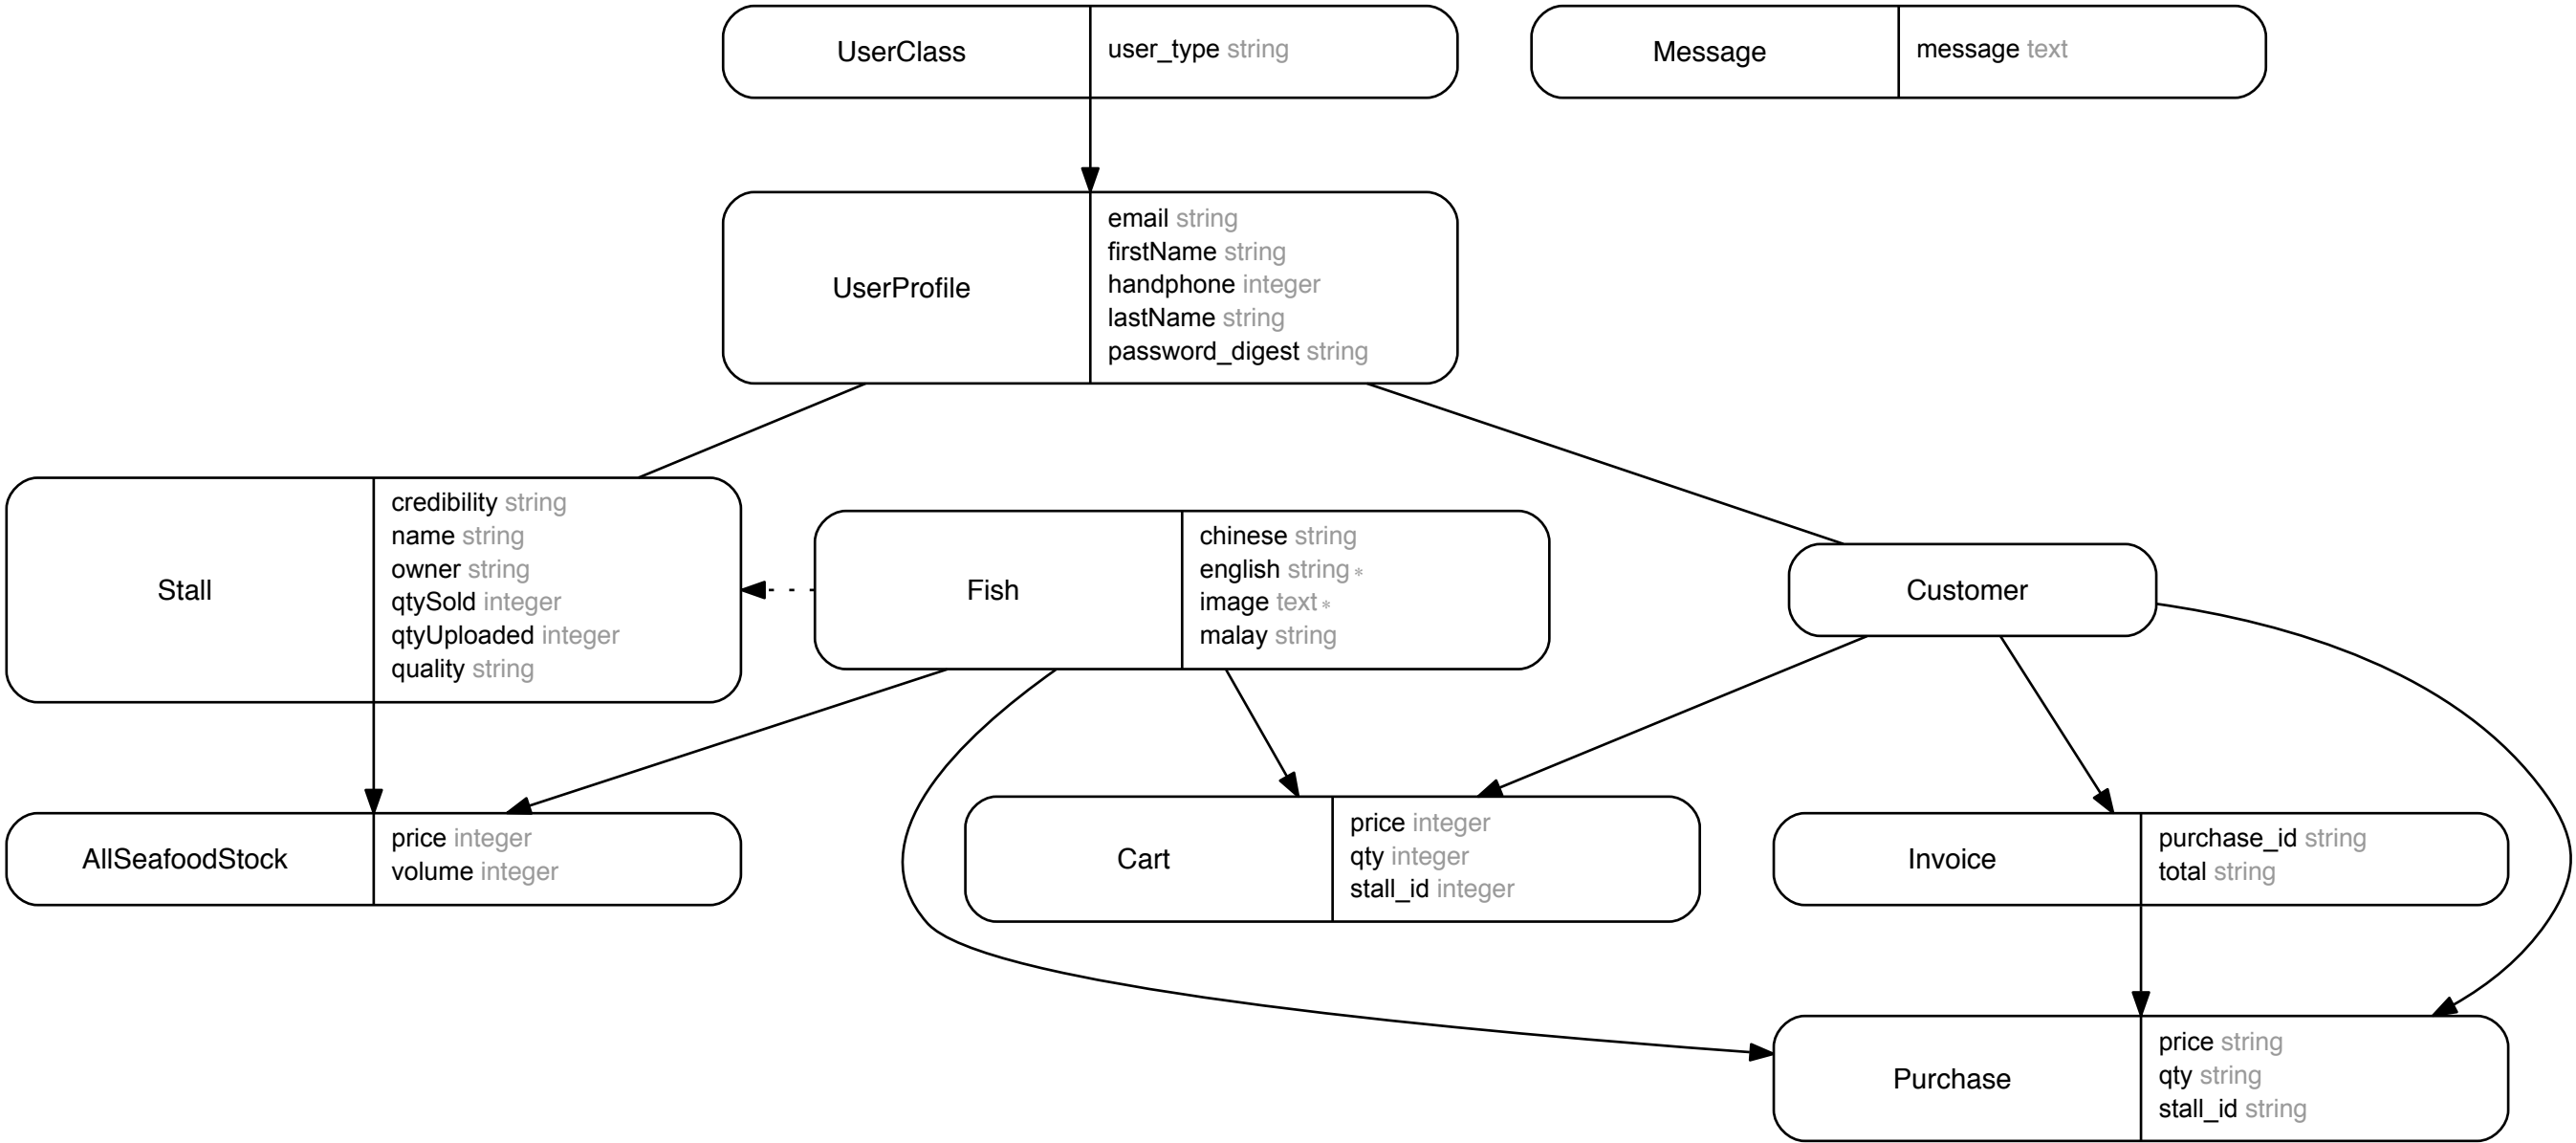 UserClass
user_type string
Message
message text
UserProfile
email string
firstName string
handphone integer
lastName string
password_digest string
Stall
credibility string
name string
owner string
qtySold integer
qtyUploaded integer
quality string
Fish
chinese string
english string *
image text *
malay string
Customer
AllSeafoodStock
price integer
volume integer
Cart
price integer
qty integer
stall_id integer
Invoice
purchase_id string
total string
Purchase
price string
qty string
stall_id string